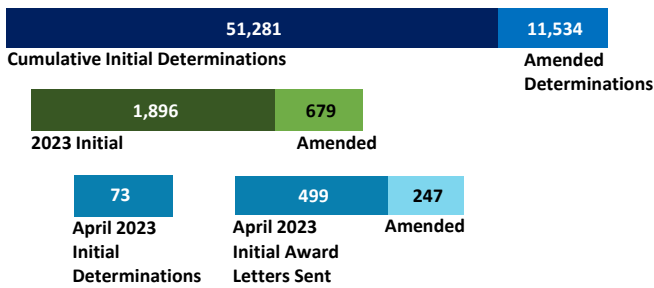 51,281 11,534
Cumulative Initial Determinations Amended
Determinations
1,896 679
2023 Initial Amended
73 499 247
April 2023 April 2023 Amended
Initial Initial Award
Determinations Letters Sent